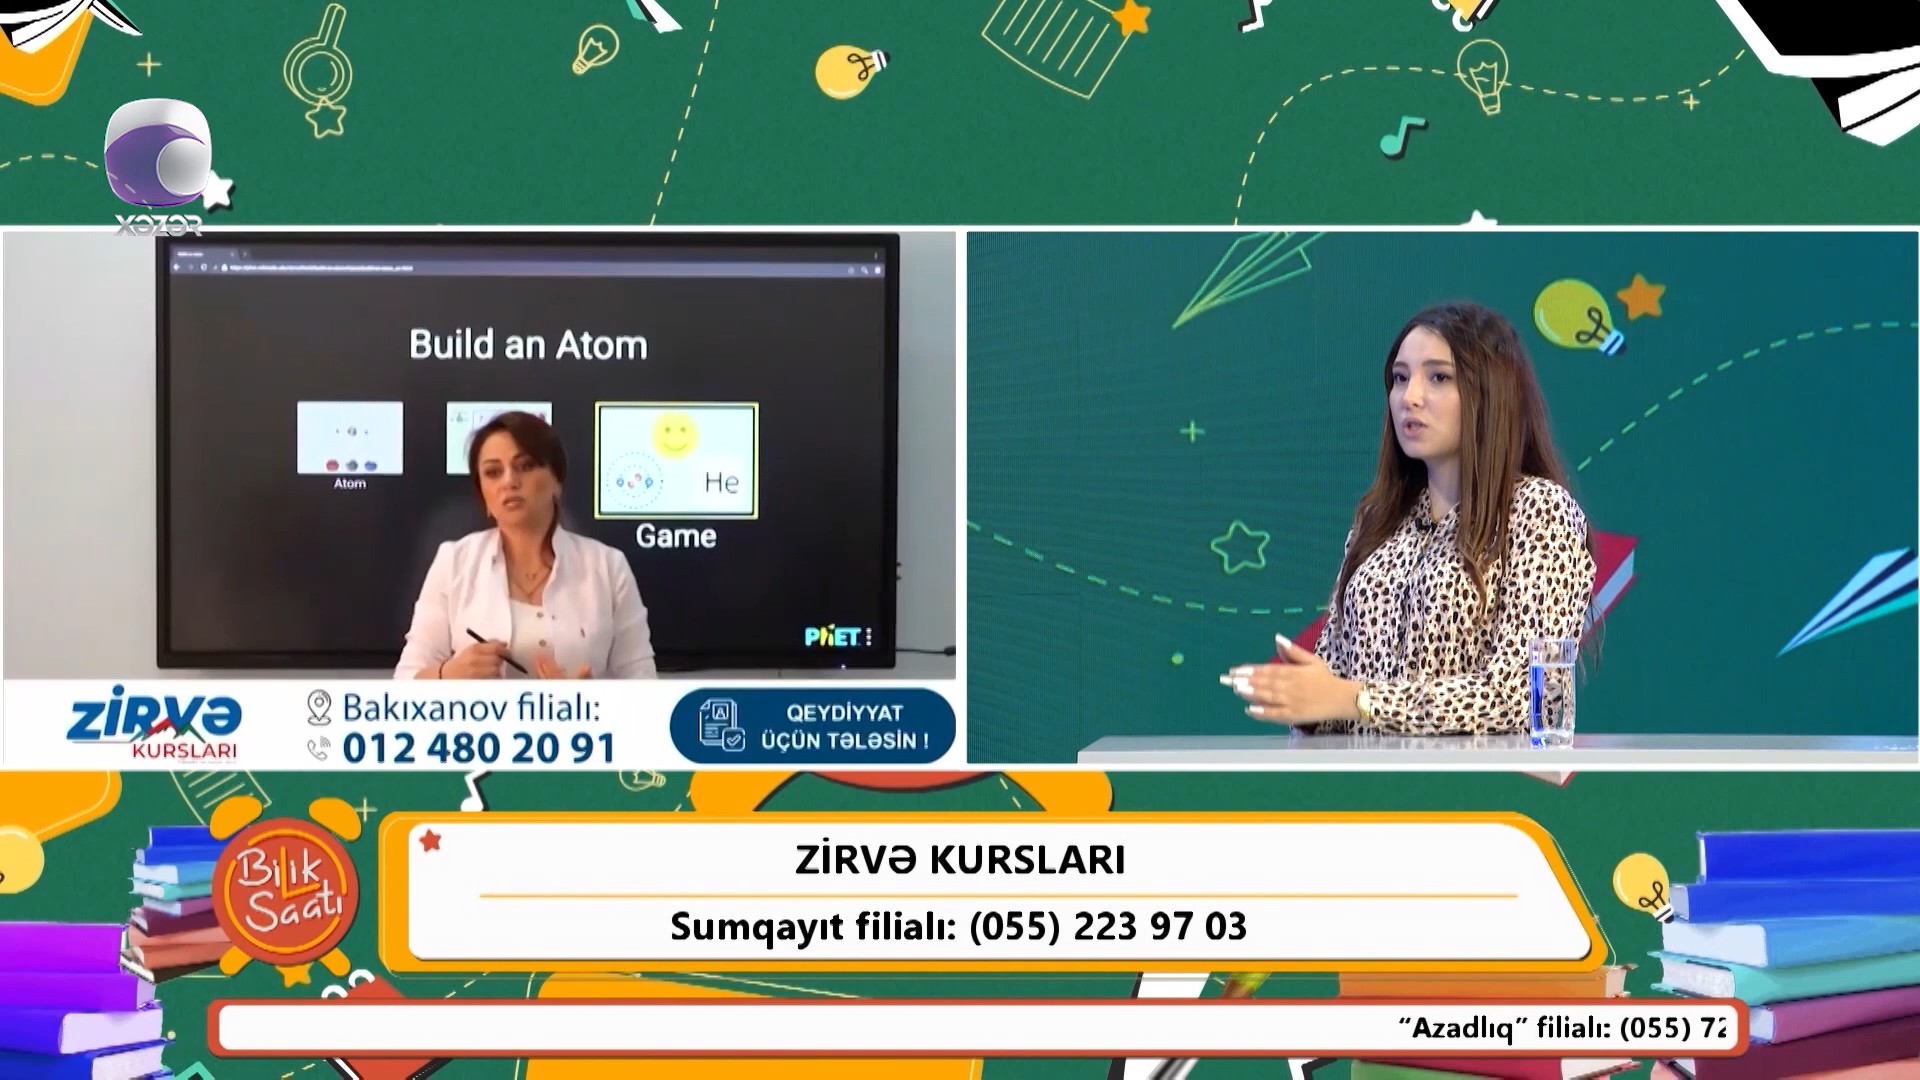 XƏZƏR
Build an Atom
Atom
He
Game
PhET
ZİRVƏ
KURSLARI
Bakıxanov filialı:
012 480 20 91
QEYDİYYAT
ÜÇÜN TƏLƏSİN !
Bilik
Saatı
ZİRVƏ KURSLARI
Sumqayıt filialı: (055) 223 97 03
“Azadlıq” filialı: (055) 72